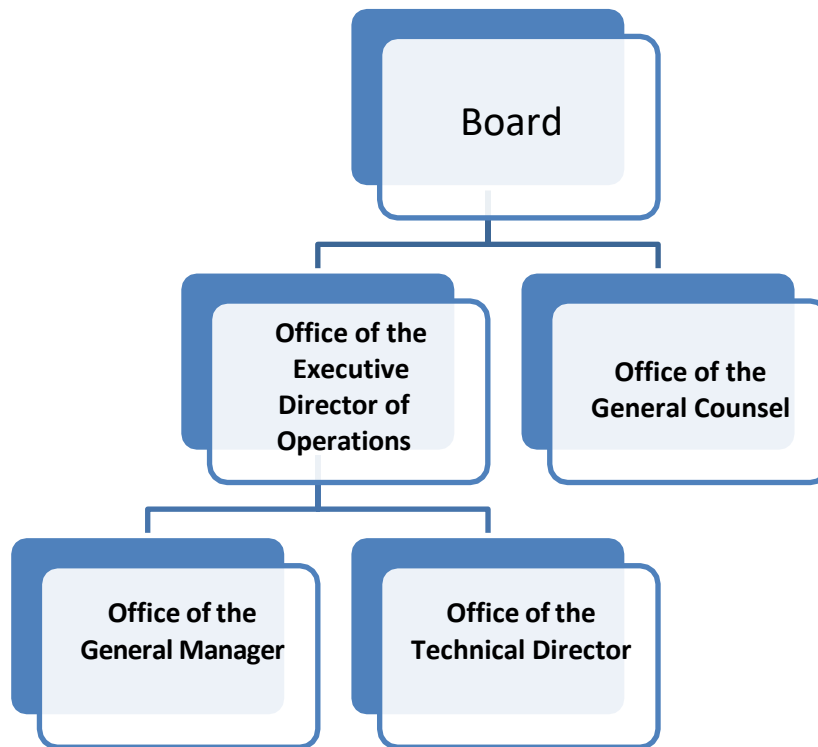 Board
Office of the
Executive
Director of
Operations
Office of the
General Counsel
Office of the
General Manager
Office of the
Technical Director